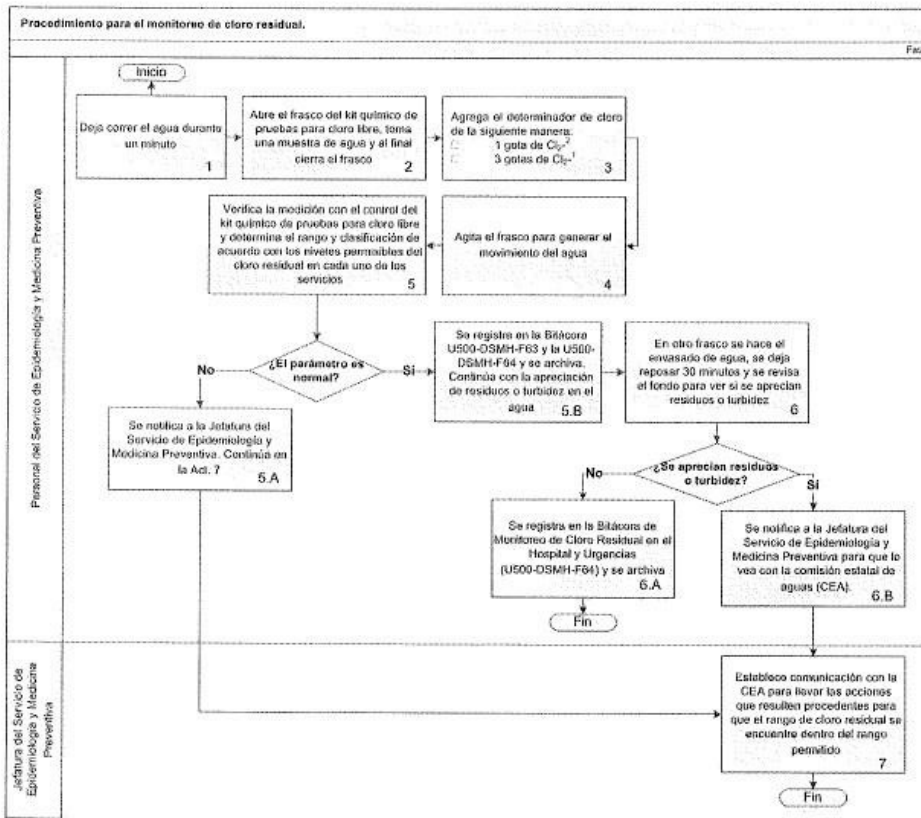 Procedimiento para el monitoreo de cloro residual.
Personal del Servicio de Epidemiología y Medicina Preventiva
Inicio
Deja correr el agua durante
un minuto
1
Abre el frasco del kit químico
de pruebas para cloro libre, toma
una muestra de agua y al final
cierra el frasco
2
Agrega el determinador de cloro
de la siguiente manera:
1 gota de Cl₂-²
3 gotas de Cl₂-¹
3
Agita el frasco para generar el
movimiento del agua
4
Verifica la medición con el control del
kit químico de pruebas para cloro libre
y determina el rango y clasificación de
acuerdo con los niveles permisibles del
cloro residual en cada uno de los
servicios
5
¿El parámetro es
normal?
No
Sí
Se notifica a la Jefatura del
Servicio de Epidemiología y
Medicina Preventiva. Continúa en
la Act. 7
5.A
Se registra en la Bitácora
U500-DSMH-F63 y la U500-
DSMH-F64 y se archiva.
Continúa con la apreciación
de residuos o turbidez en el
agua
5.B
En otro frasco se hace el
envasado de agua, se deja
reposar 30 minutos y se revisa
el fondo para ver si se aprecian
residuos o turbidez
6
¿Se aprecian residuos
o turbidez?
No
Sí
Se registra en la Bitácora de
Monitoreo de Cloro Residual en el
Hospital y Urgencias
(U500-DSMH-F64) y se archiva
6.A
Fin
Se notifica a la Jefatura del
Servicio de Epidemiología y
Medicina Preventiva para que lo
vea con la comisión estatal de
aguas (CEA).
6.B
Jefatura del Servicio de
Epidemiología y Medicina
Preventiva
Establece comunicación con la
CEA para llevar las acciones
que resulten procedentes para
que el rango de cloro residual se
encuentre dentro del rango
permitido
7
Fin